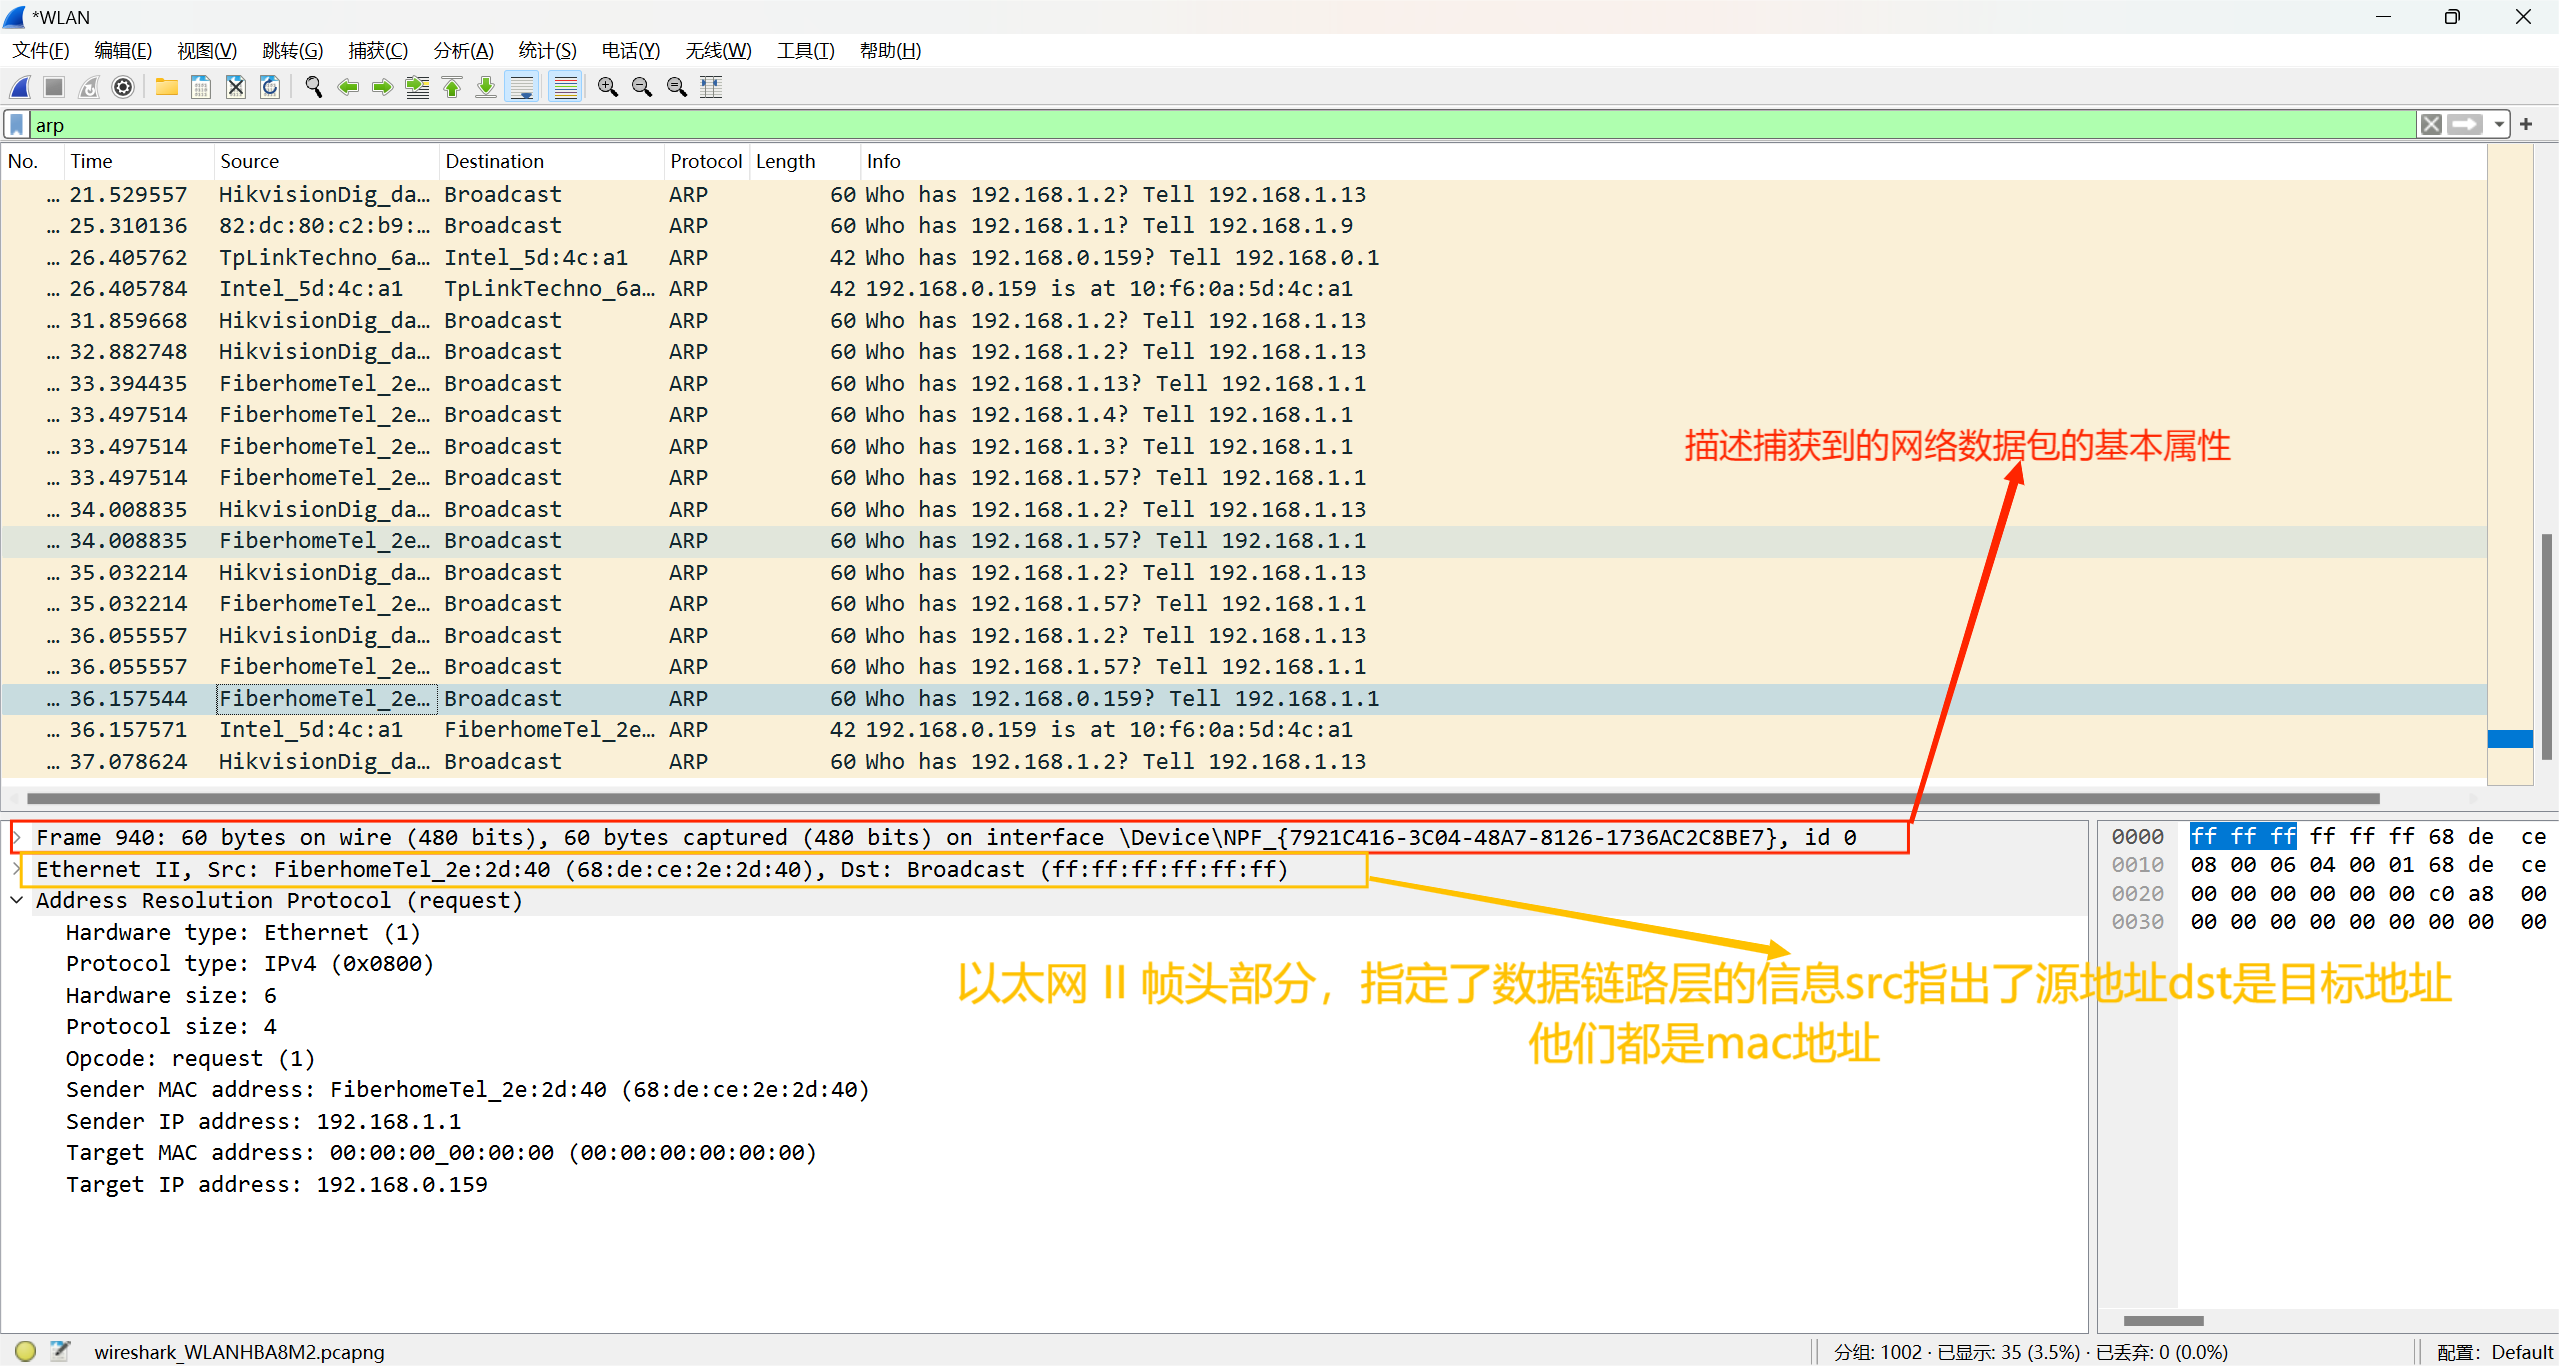 *WLAN
文件(F) 编辑(E) 视图(V) 跳转(G) 捕获(C) 分析(A) 统计(S) 电话(Y) 无线(W) 工具(T) 帮助(H)
arp
No. Time Source Destination Protocol Length Info
… 21.529557 HikvisionDig_da… Broadcast ARP 60 Who has 192.168.1.2? Tell 192.168.1.13
… 25.310136 82:dc:80:c2:b9:… Broadcast ARP 60 Who has 192.168.1.1? Tell 192.168.1.9
… 26.405762 TpLinkTechno_6a… Intel_5d:4c:a1 ARP 42 Who has 192.168.0.159? Tell 192.168.0.1
… 26.405784 Intel_5d:4c:a1 TpLinkTechno_6a… ARP 42 192.168.0.159 is at 10:f6:0a:5d:4c:a1
… 31.859668 HikvisionDig_da… Broadcast ARP 60 Who has 192.168.1.2? Tell 192.168.1.13
… 32.882748 HikvisionDig_da… Broadcast ARP 60 Who has 192.168.1.2? Tell 192.168.1.13
… 33.394435 FiberhomeTel_2e… Broadcast ARP 60 Who has 192.168.1.13? Tell 192.168.1.1
… 33.497514 FiberhomeTel_2e… Broadcast ARP 60 Who has 192.168.1.4? Tell 192.168.1.1
… 33.497514 FiberhomeTel_2e… Broadcast ARP 60 Who has 192.168.1.3? Tell 192.168.1.1
… 33.497514 FiberhomeTel_2e… Broadcast ARP 60 Who has 192.168.1.57? Tell 192.168.1.1
… 34.008835 HikvisionDig_da… Broadcast ARP 60 Who has 192.168.1.2? Tell 192.168.1.13
… 34.008835 FiberhomeTel_2e… Broadcast ARP 60 Who has 192.168.1.57? Tell 192.168.1.1
… 35.032214 HikvisionDig_da… Broadcast ARP 60 Who has 192.168.1.2? Tell 192.168.1.13
… 35.032214 FiberhomeTel_2e… Broadcast ARP 60 Who has 192.168.1.57? Tell 192.168.1.1
… 36.055557 HikvisionDig_da… Broadcast ARP 60 Who has 192.168.1.2? Tell 192.168.1.13
… 36.055557 FiberhomeTel_2e… Broadcast ARP 60 Who has 192.168.1.57? Tell 192.168.1.1
… 36.157544 FiberhomeTel_2e… Broadcast ARP 60 Who has 192.168.0.159? Tell 192.168.1.1
… 36.157571 Intel_5d:4c:a1 FiberhomeTel_2e… ARP 42 192.168.0.159 is at 10:f6:0a:5d:4c:a1
… 37.078624 HikvisionDig_da… Broadcast ARP 60 Who has 192.168.1.2? Tell 192.168.1.13
描述捕获到的网络数据包的基本属性
Frame 940: 60 bytes on wire (480 bits), 60 bytes captured (480 bits) on interface \Device\NPF_{7921C416-3C04-48A7-8126-1736AC2C8BE7}, id 0
Ethernet II, Src: FiberhomeTel_2e:2d:40 (68:de:ce:2e:2d:40), Dst: Broadcast (ff:ff:ff:ff:ff:ff)
Address Resolution Protocol (request)
Hardware type: Ethernet (1)
Protocol type: IPv4 (0x0800)
Hardware size: 6
Protocol size: 4
Opcode: request (1)
Sender MAC address: FiberhomeTel_2e:2d:40 (68:de:ce:2e:2d:40)
Sender IP address: 192.168.1.1
Target MAC address: 00:00:00_00:00:00 (00:00:00:00:00:00)
Target IP address: 192.168.0.159
以太网 II 帧头部分，指定了数据链路层的信息src指出了源地址dst是目标地址
他们都是mac地址
0000 ff ff ff ff ff ff 68 de ce
0010 08 00 06 04 00 01 68 de ce
0020 00 00 00 00 00 00 c0 a8 00
0030 00 00 00 00 00 00 00 00 00
wireshark_WLANHBA8M2.pcapng
分组: 1002 · 已显示: 35 (3.5%) · 已丢弃: 0 (0.0%)
配置: Default